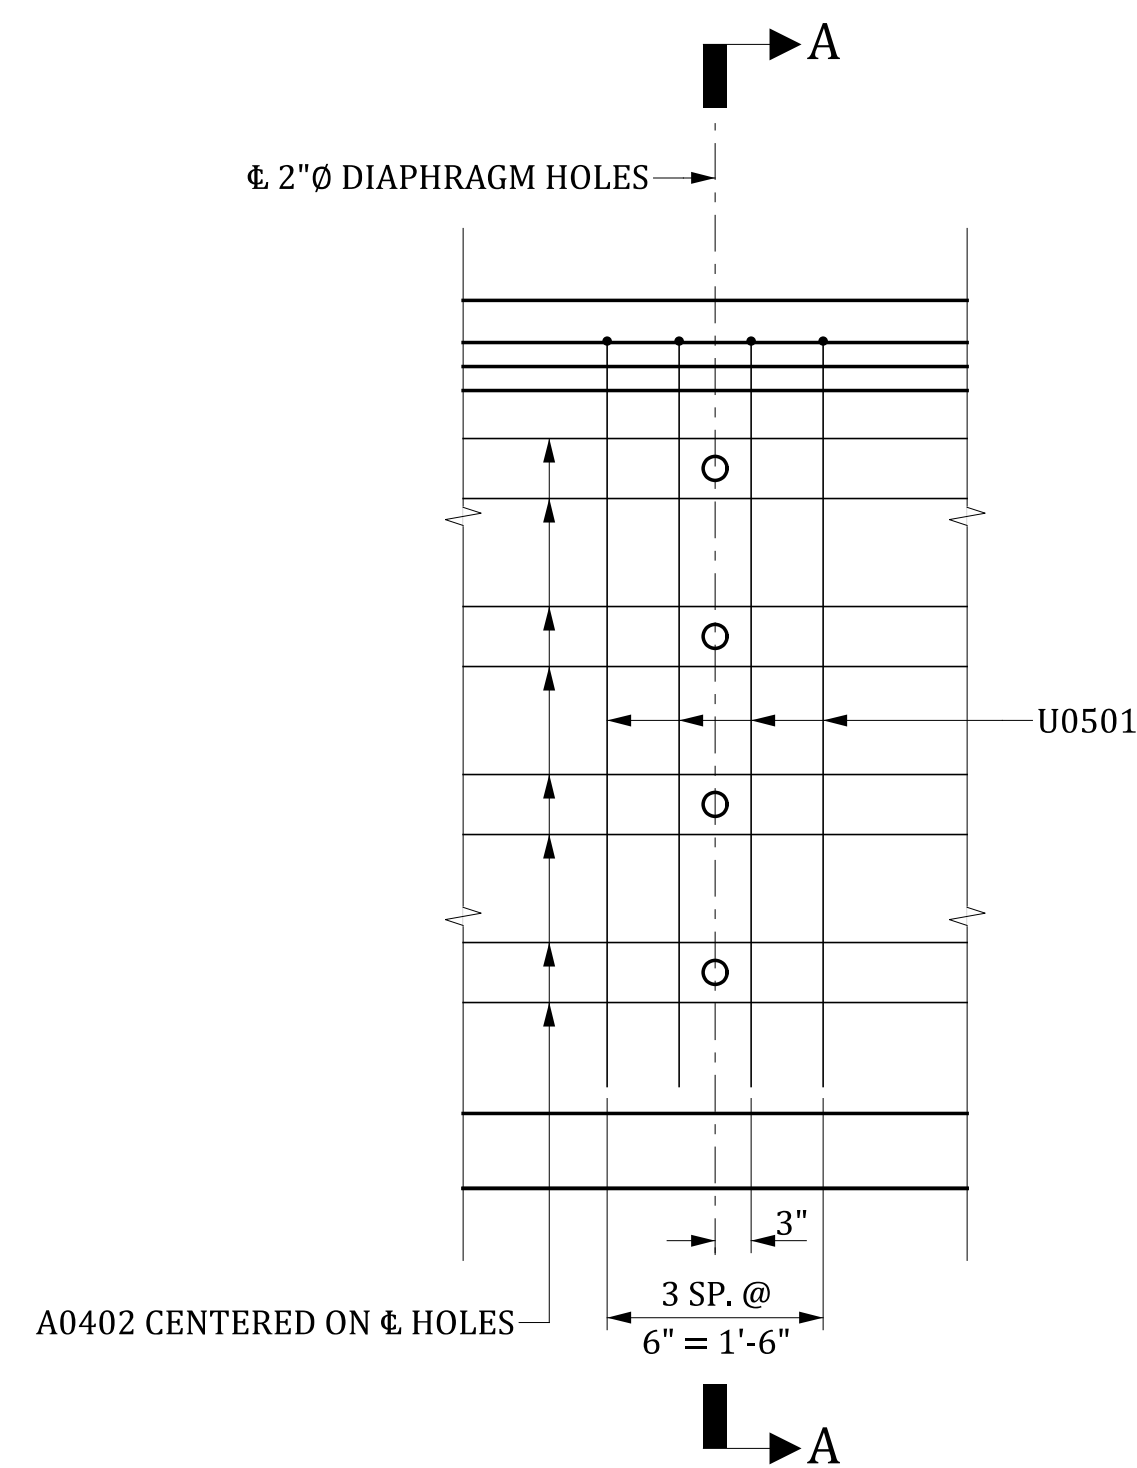 A
℄ 2"Ø DIAPHRAGM HOLES
U0501
3"
3 SP. @
6" = 1'-6"
A0402 CENTERED ON ℄ HOLES
A